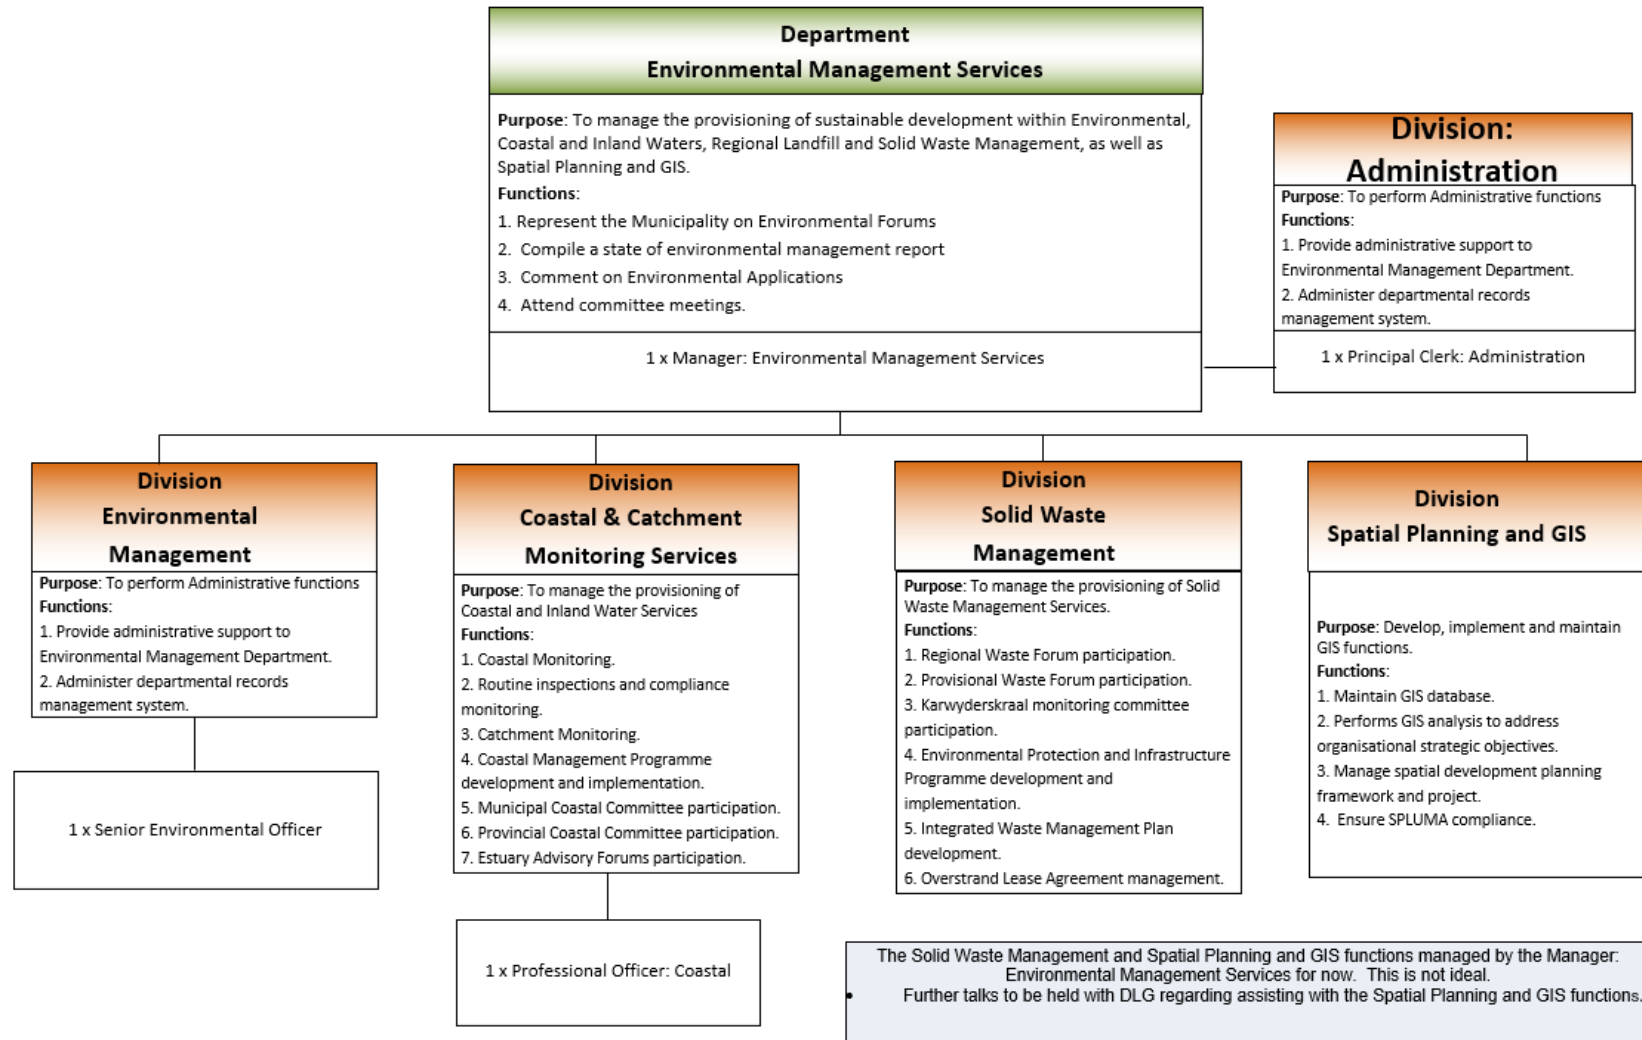 Department
Environmental Management Services
Purpose: To manage the provisioning of sustainable development within Environmental,
Coastal and Inland Waters, Regional Landfill and Solid Waste Management, as well as
Spatial Planning and GIS.
Functions:
1. Represent the Municipality on Environmental Forums
2. Compile a state of environmental management report
3. Comment on Environmental Applications
4. Attend committee meetings.
1 x Manager: Environmental Management Services
Division:
Administration
Purpose: To perform Administrative functions
Functions:
1. Provide administrative support to
Environmental Management Department.
2. Administer departmental records
management system.
1 x Principal Clerk: Administration
Division
Environmental
Management
Purpose: To perform Administrative functions
Functions:
1. Provide administrative support to
Environmental Management Department.
2. Administer departmental records
management system.
1 x Senior Environmental Officer
Division
Coastal & Catchment
Monitoring Services
Purpose: To manage the provisioning of
Coastal and Inland Water Services
Functions:
1. Coastal Monitoring.
2. Routine inspections and compliance
monitoring.
3. Catchment Monitoring.
4. Coastal Management Programme
development and implementation.
5. Municipal Coastal Committee participation.
6. Provincial Coastal Committee participation.
7. Estuary Advisory Forums participation.
1 x Professional Officer: Coastal
Division
Solid Waste
Management
Purpose: To manage the provisioning of Solid
Waste Management Services.
Functions:
1. Regional Waste Forum participation.
2. Provisional Waste Forum participation.
3. Karwyderskraal monitoring committee
participation.
4. Environmental Protection and Infrastructure
Programme development and
implementation.
5. Integrated Waste Management Plan
development.
6. Overstrand Lease Agreement management.
Division
Spatial Planning and GIS
Purpose: Develop, implement and maintain
GIS functions.
Functions:
1. Maintain GIS database.
2. Performs GIS analysis to address
organisational strategic objectives.
3. Manage spatial development planning
framework and project.
4. Ensure SPLUMA compliance.
The Solid Waste Management and Spatial Planning and GIS functions managed by the Manager:
Environmental Management Services for now. This is not ideal.
• Further talks to be held with DLG regarding assisting with the Spatial Planning and GIS functions.